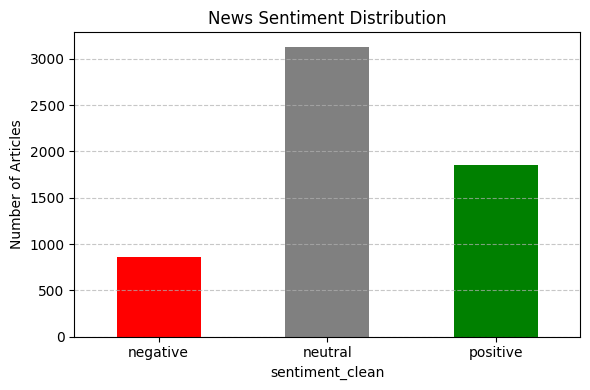 News Sentiment Distribution
Number of Articles
3000
2500
2000
1500
1000
500
0
negative neutral positive
sentiment_clean